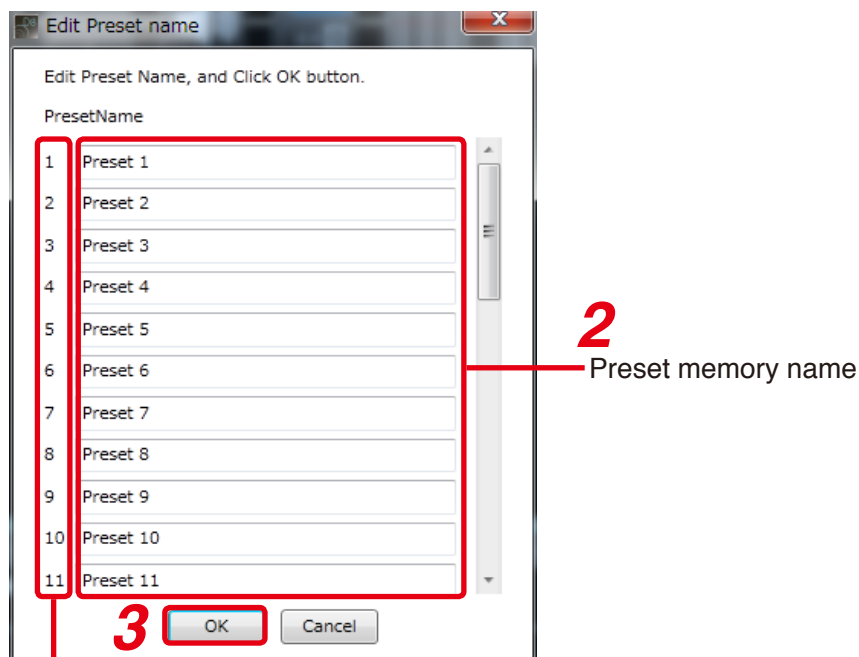 Edit Preset name
Edit Preset Name, and Click OK button.
PresetName
1 Preset 1
2 Preset 2
3 Preset 3
4 Preset 4
5 Preset 5
6 Preset 6
7 Preset 7
8 Preset 8
9 Preset 9
10 Preset 10
11 Preset 11
2
Preset memory name
3 OK Cancel